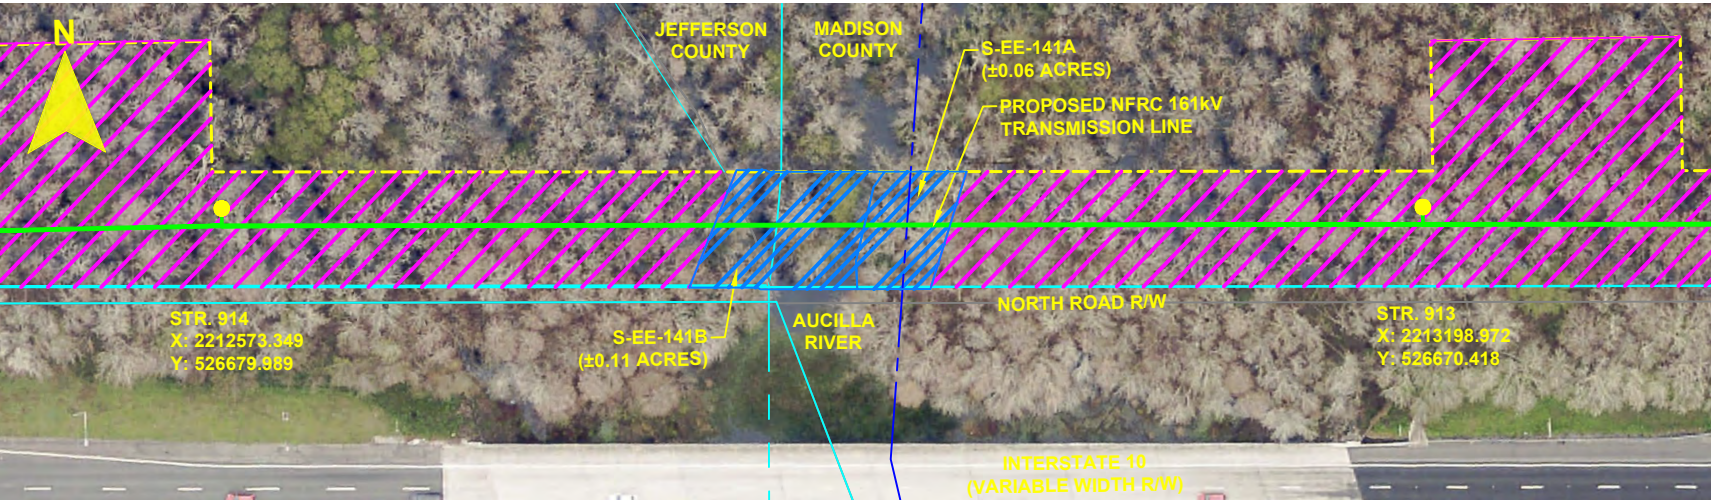 N
JEFFERSON
COUNTY
MADISON
COUNTY
S-EE-141A
(±0.06 ACRES)
PROPOSED NFRC 161kV
TRANSMISSION LINE
NORTH ROAD R/W
STR. 914
X: 2212573.349
Y: 526679.989
S-EE-141B
(±0.11 ACRES)
AUCILLA
RIVER
STR. 913
X: 2213198.972
Y: 526670.418
INTERSTATE 10
(VARIABLE WIDTH R/W)